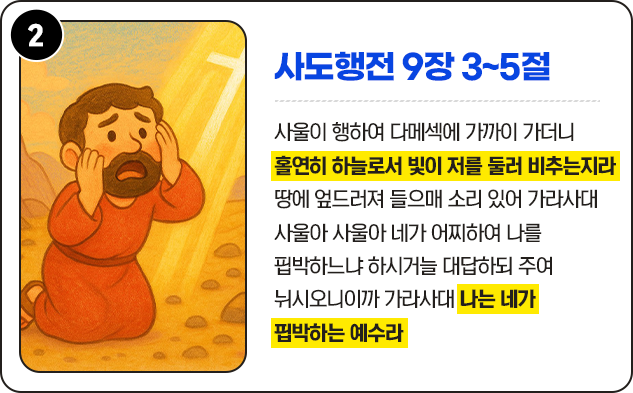 2
사도행전 9장 3~5절
사울이 행하여 다메섹에 가까이 가더니
홀연히 하늘로서 빛이 저를 둘러 비추는지라
땅에 엎드러져 들으매 소리 있어 가라사대
사울아 사울아 네가 어찌하여 나를
핍박하느냐 하시거늘 대답하되 주여
뉘시오니이까 가라사대 나는 네가
핍박하는 예수라